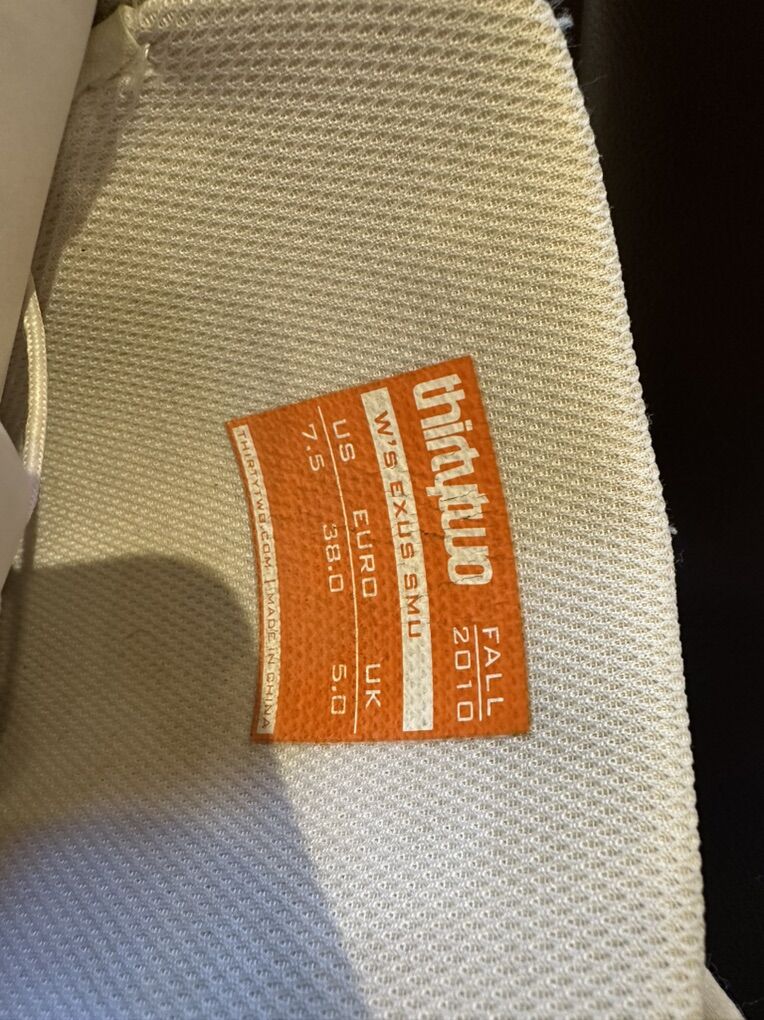 thirtytwo
FALL
2010
W'S EXUS SMU
US EURO UK
7.5 38.0 5.0
THIRTYTWO.COM | MADE IN CHINA